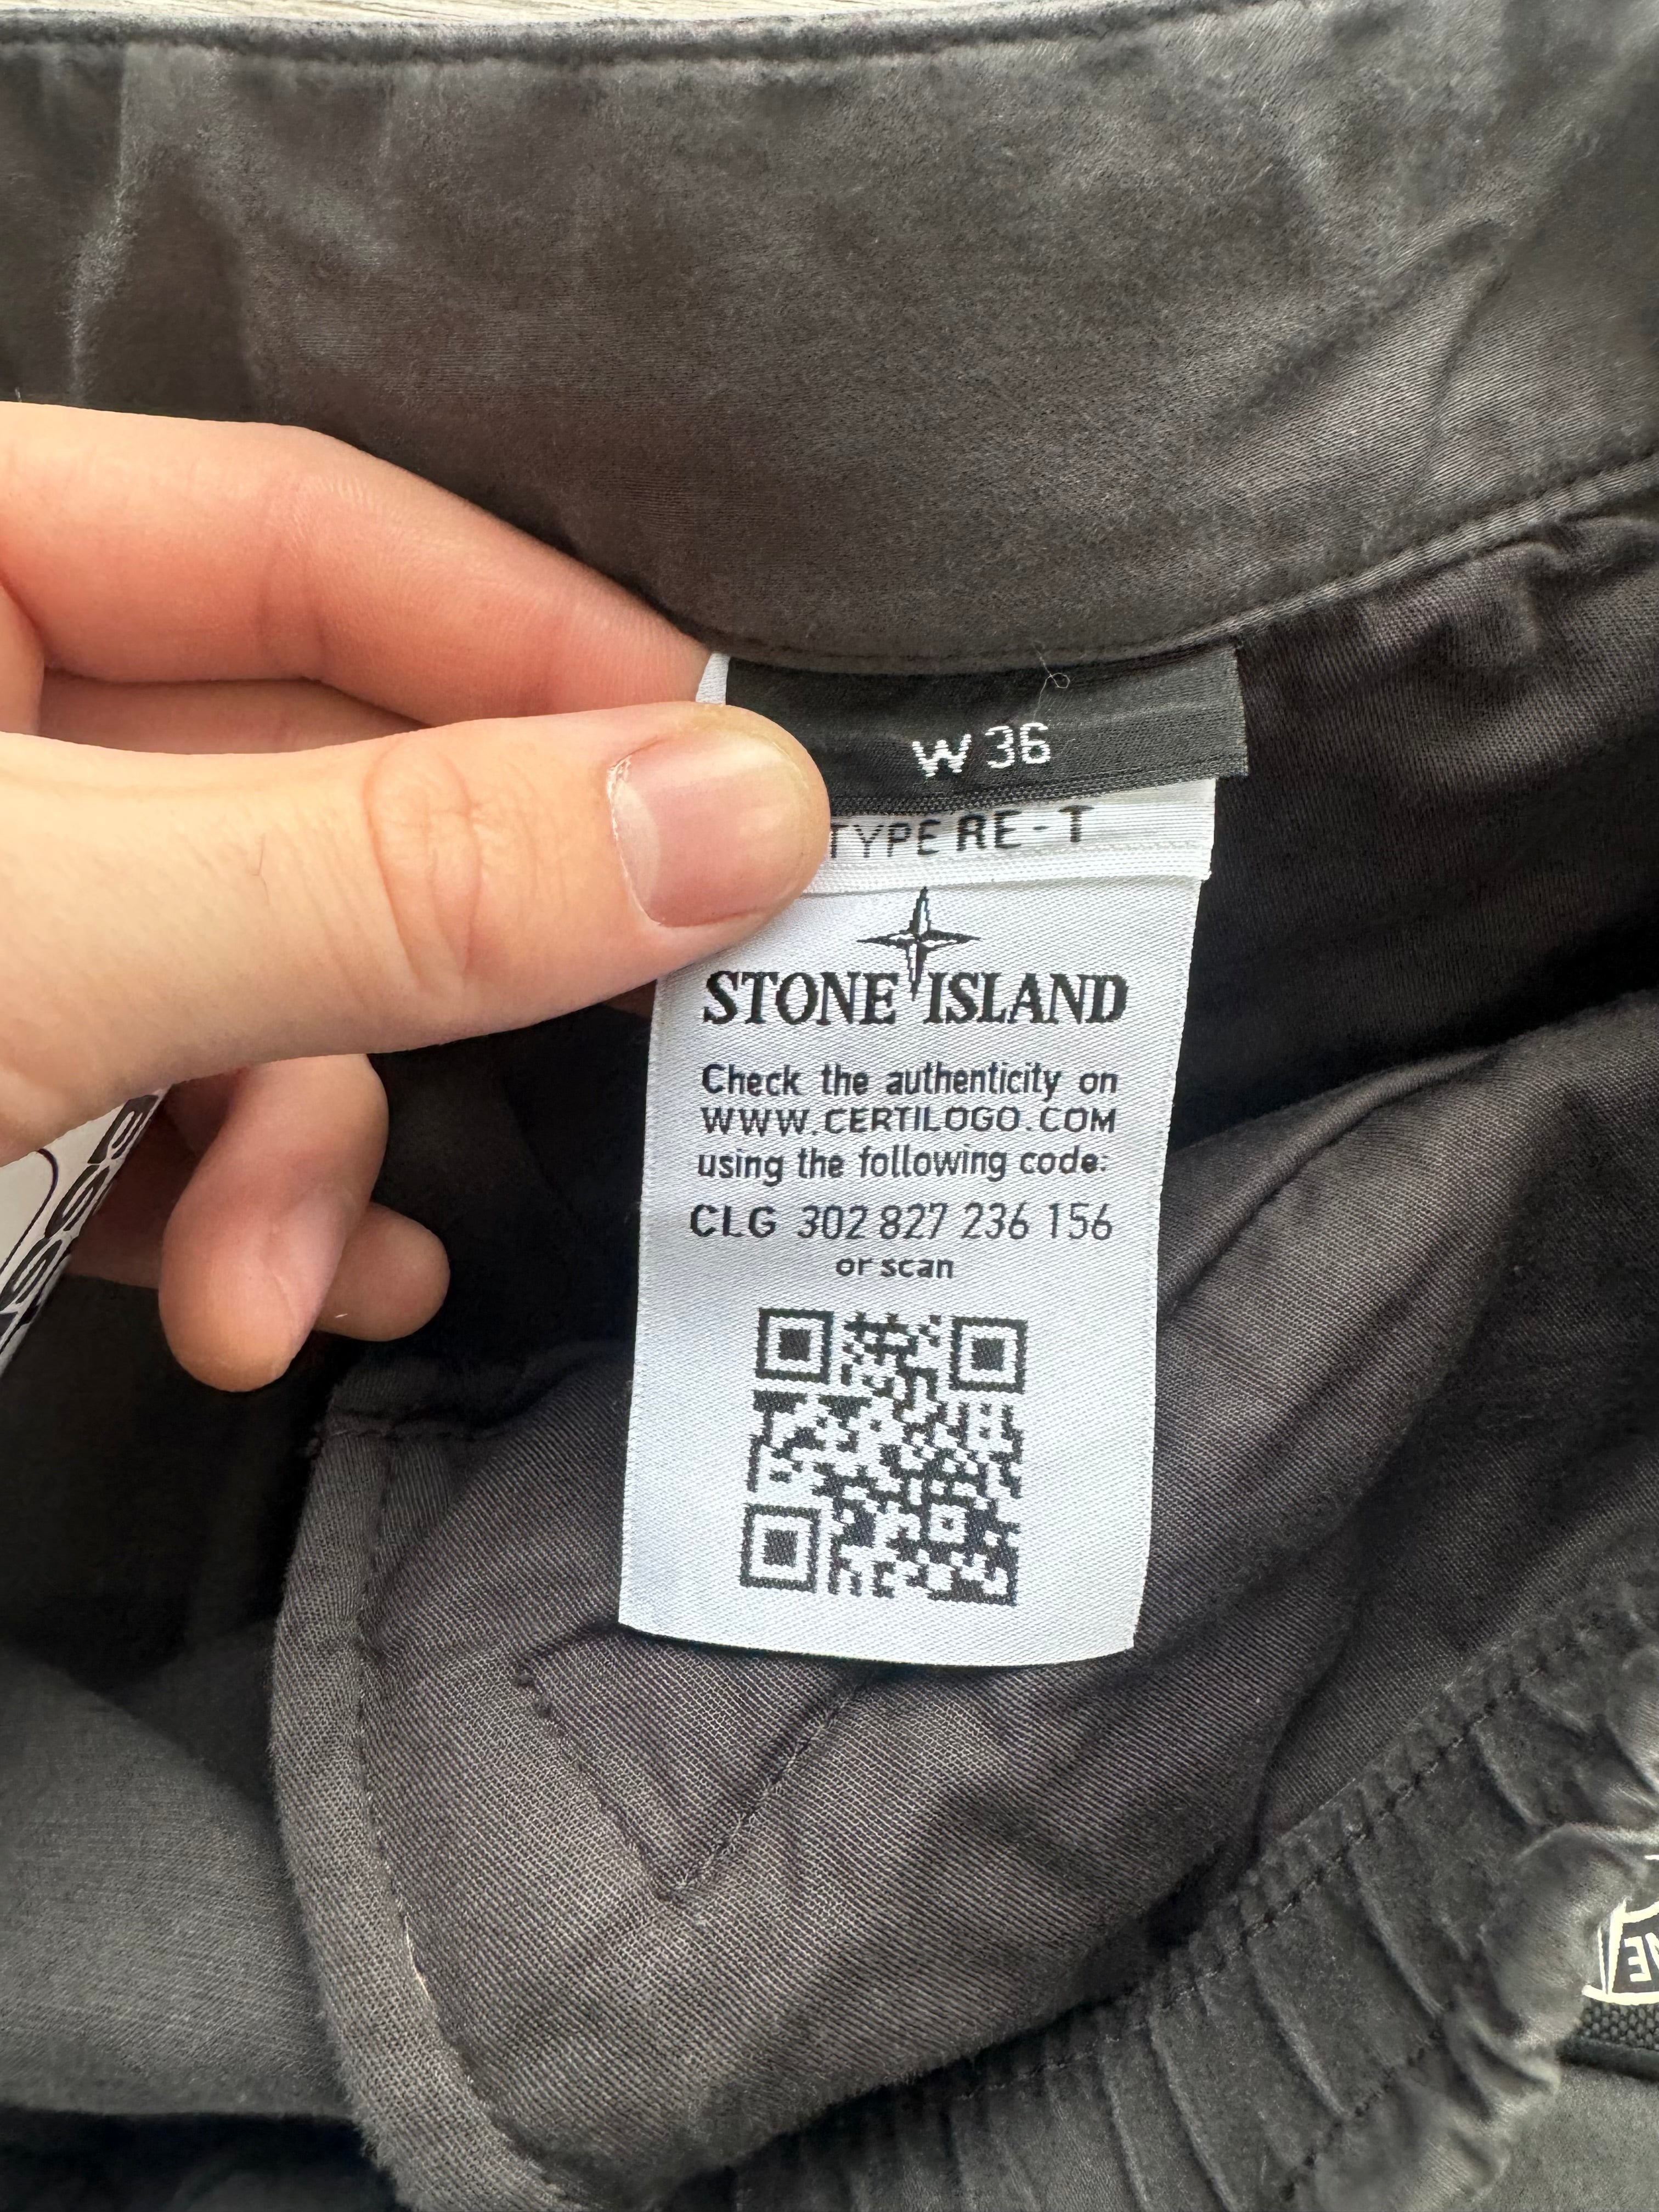 W 36
TYPE RE - T
STONE ISLAND
Check the authenticity on
WWW.CERTILOGO.COM
using the following code:
CLG 302 827 236 156
or scan